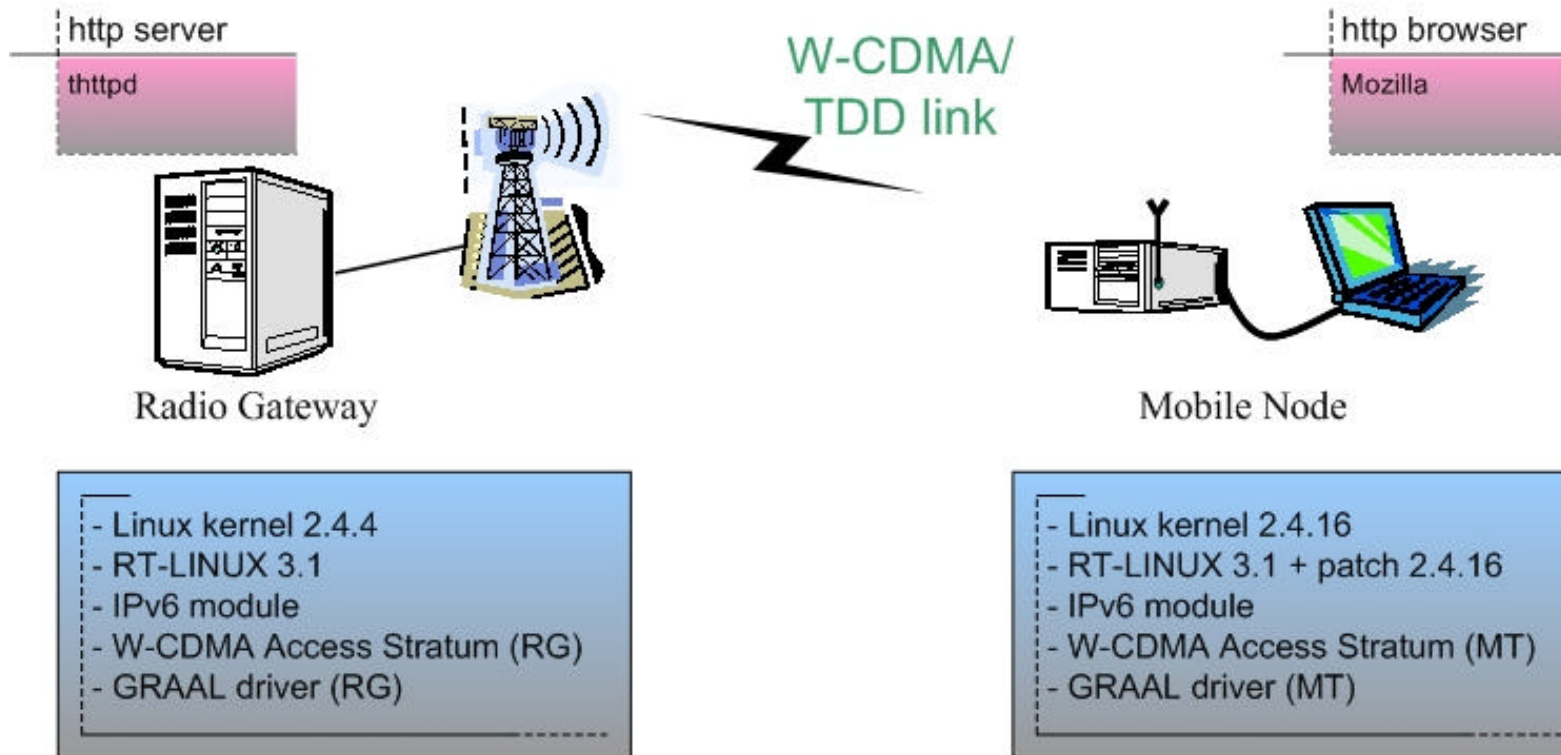 http server
thttpd
W-CDMA/
TDD link
http browser
Mozilla
Radio Gateway
Mobile Node
- Linux kernel 2.4.4
- RT-LINUX 3.1
- IPv6 module
- W-CDMA Access Stratum (RG)
- GRAAL driver (RG)
- Linux kernel 2.4.16
- RT-LINUX 3.1 + patch 2.4.16
- IPv6 module
- W-CDMA Access Stratum (MT)
- GRAAL driver (MT)